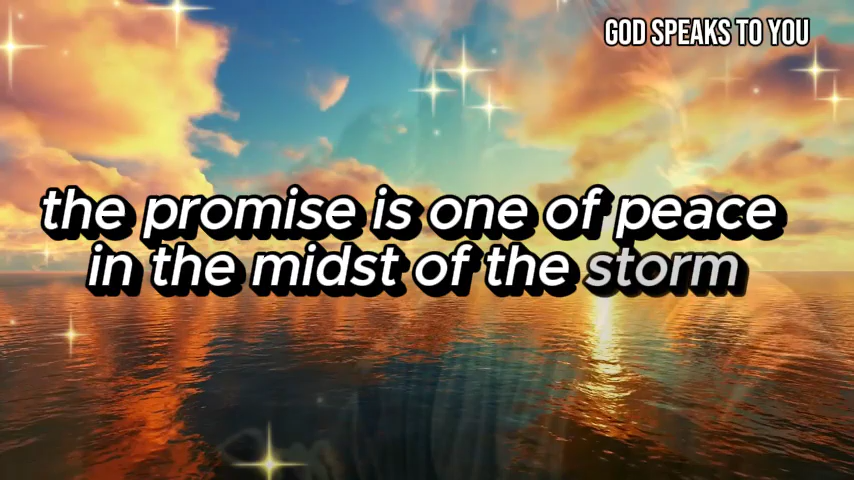 GOD SPEAKS TO YOU
the promise is one of peace
in the midst of the storm